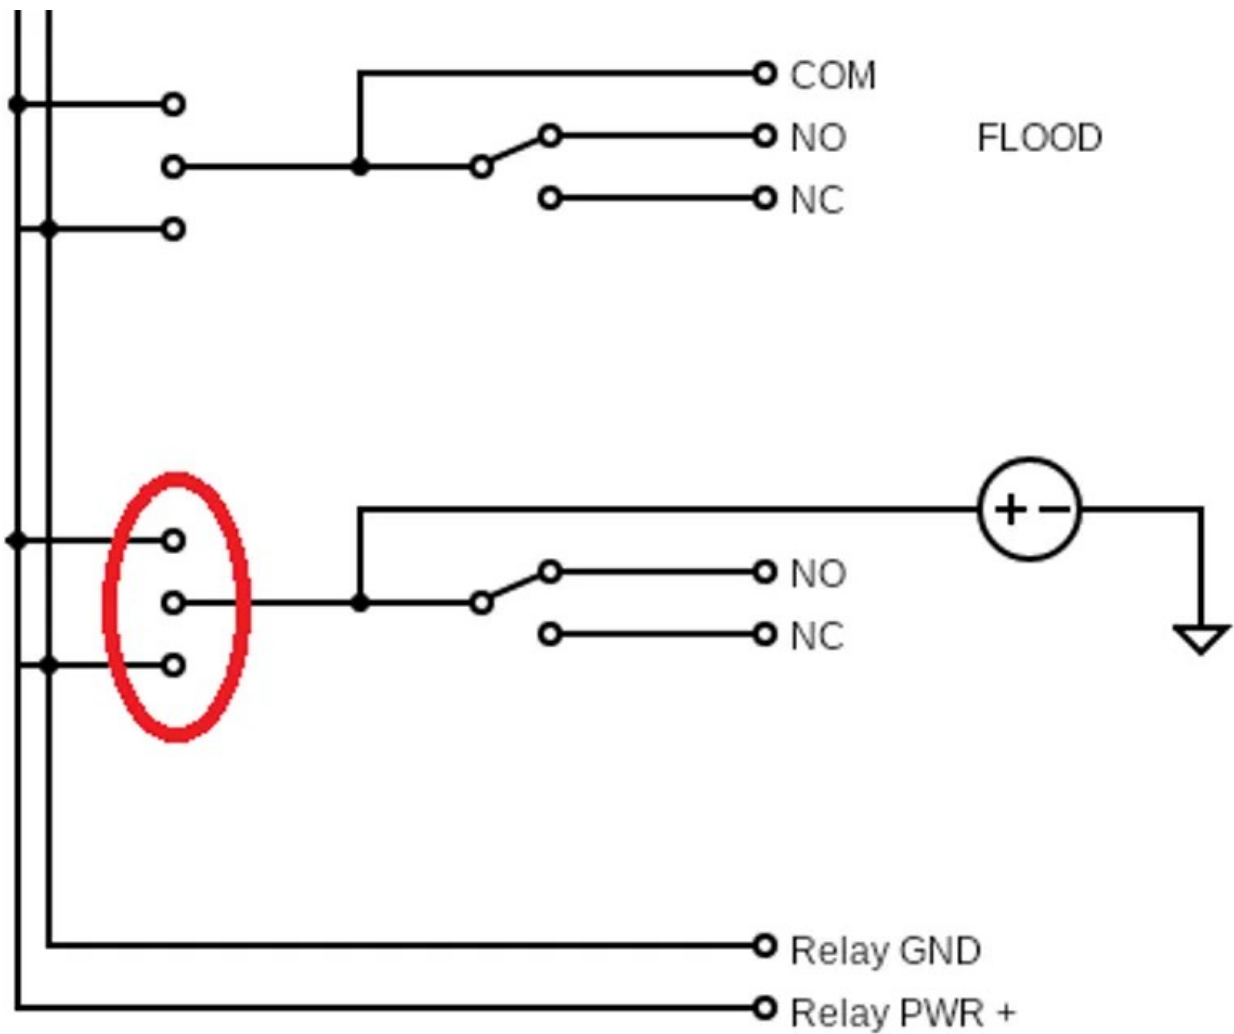 COM
NO
FLOOD
NC
+ −
NO
NC
Relay GND
Relay PWR +